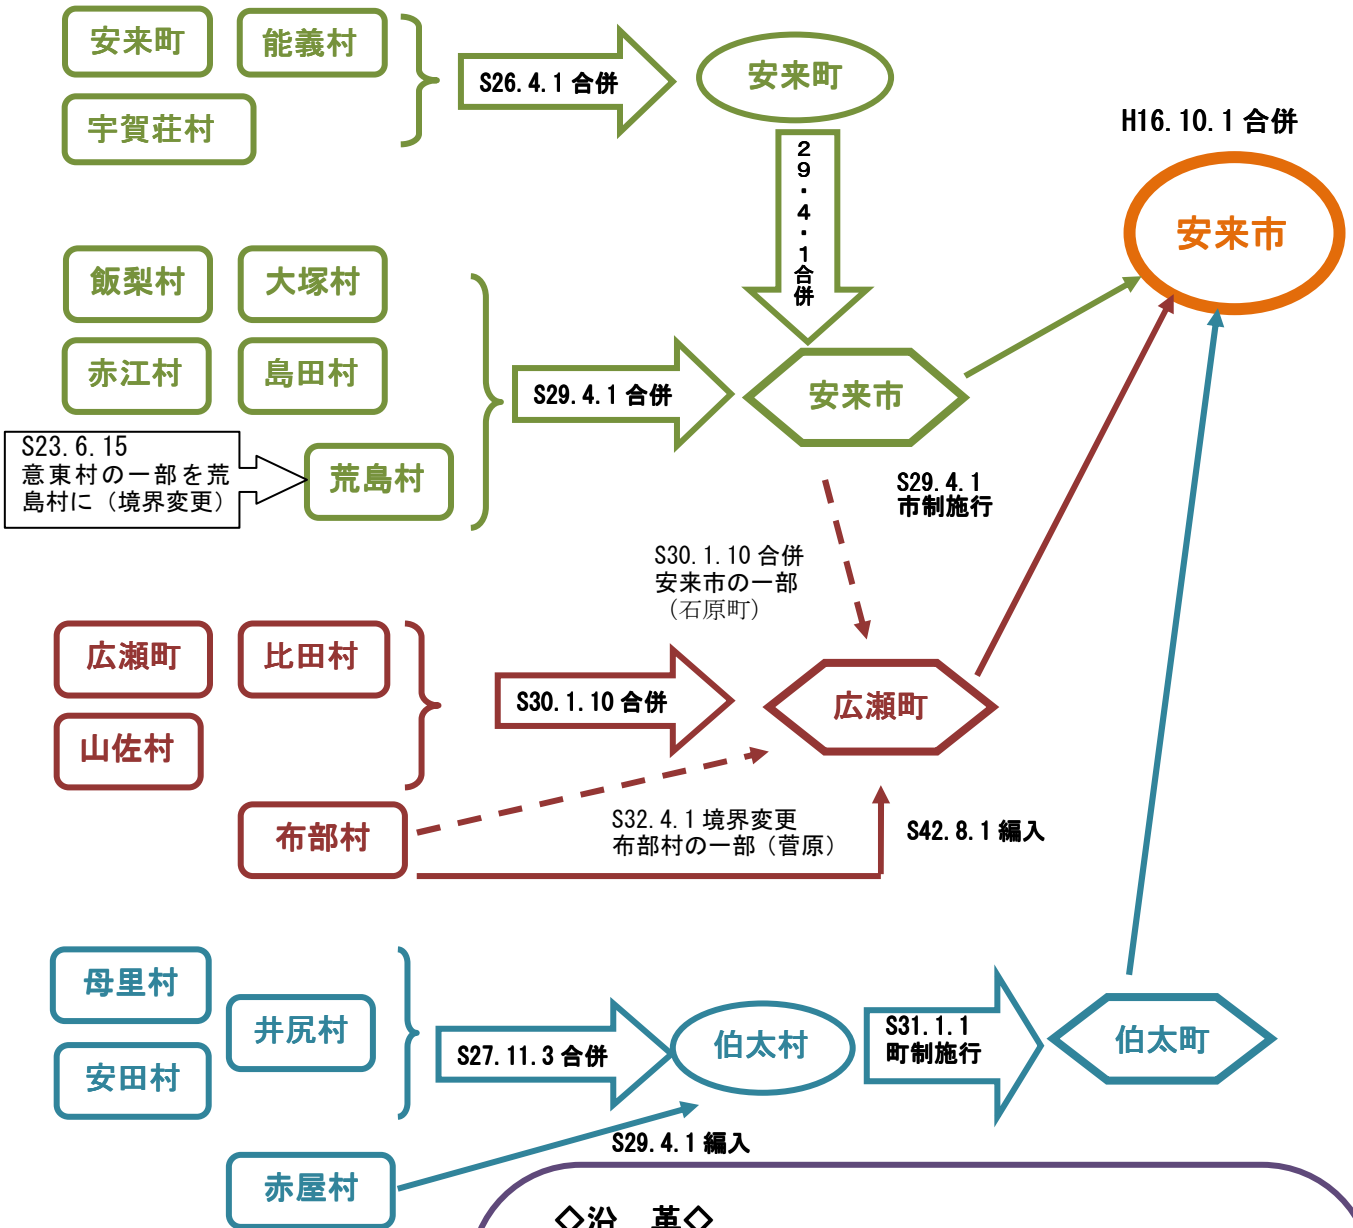 安来町
能義村
宇賀荘村
S26.4.1 合併
安来町
29・4・1合併
H16.10.1 合併
安来市
飯梨村
大塚村
赤江村
島田村
S23.6.15
意東村の一部を荒
島村に（境界変更）
荒島村
S29.4.1 合併
安来市
S29.4.1
市制施行
S30.1.10 合併
安来市の一部
（石原町）
広瀬町
比田村
山佐村
S30.1.10 合併
広瀬町
布部村
S32.4.1 境界変更
布部村の一部（菅原）
S42.8.1 編入
母里村
井尻村
安田村
S27.11.3 合併
伯太村
S31.1.1
町制施行
伯太町
赤屋村
S29.4.1 編入
◇沿　革◇